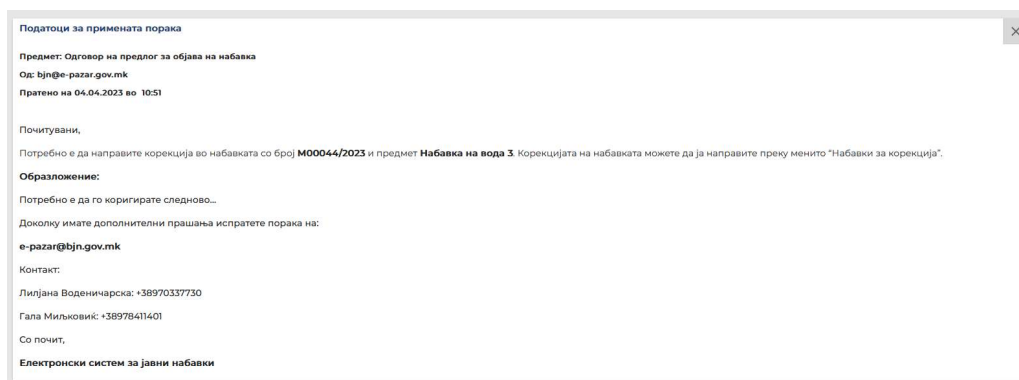 Податоци за примената порака
Предмет: Одговор на предлог за објава на набавка
Од: bjn@e-pazar.gov.mk
Пратено на 04.04.2023 во 10:51
Почитувани,
Потребно е да направите корекција во набавката со број M00044/2023 и предмет Набавка на вода 3. Корекцијата на набавката можете да ја направите преку менито “Набавки за корекција”.
Образложение:
Потребно е да го коригирате следново...
Доколку имате дополнителни прашања испратете порака на:
e-pazar@bjn.gov.mk
Контакт:
Лилјана Воденичарска: +38970337730
Гала Миљковиќ: +38978411401
Со почит,
Електронски систем за јавни набавки